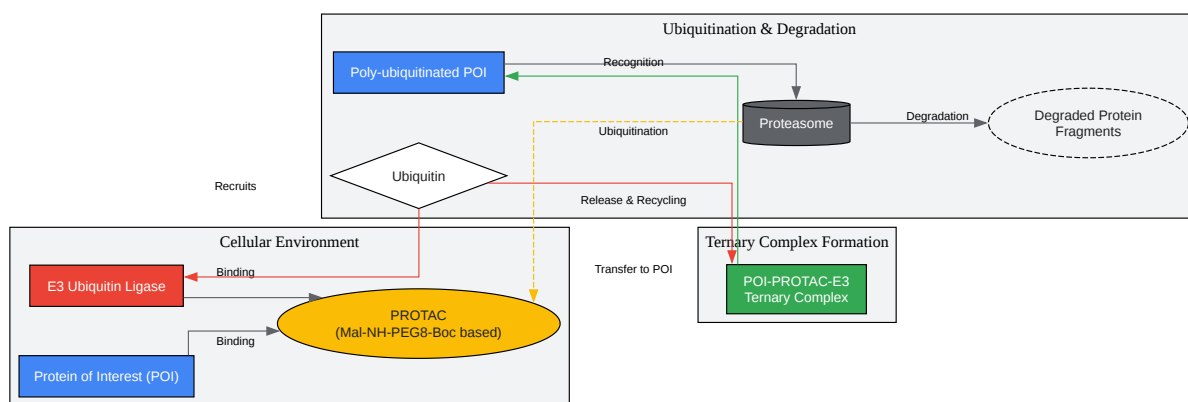 Ubiquitination & Degradation
Poly-ubiquitinated POI
Recognition
Proteasome
Degradation
Degraded Protein
Fragments
Ubiquitination
Ubiquitin
Recruits
Release & Recycling
Cellular Environment
Ternary Complex Formation
E3 Ubiquitin Ligase
Binding
Transfer to POI
POI-PROTAC-E3
Ternary Complex
PROTAC
(Mal-NH-PEG8-Boc based)
Binding
Protein of Interest (POI)